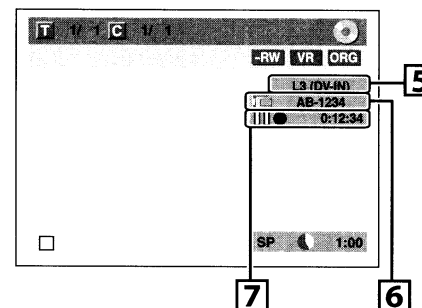 T 1/ 1 C 1/ 1
-RW VR ORG
L3 (DV-IN)
5
AB-1234
0:12:34
SP 1:00
7
6